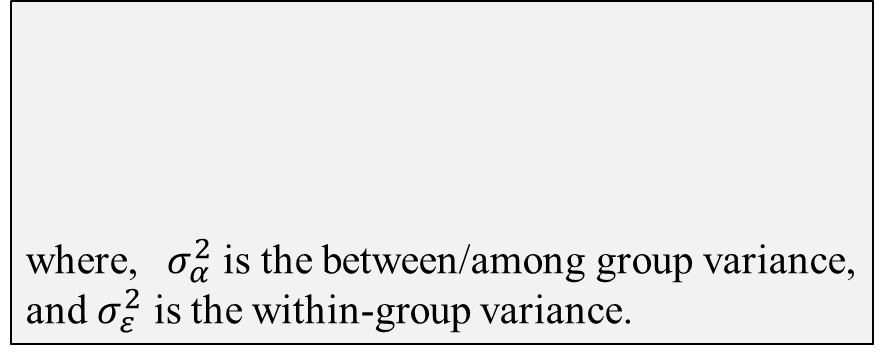 where, σ²_α is the between/among group variance,
and σ²_ε is the within-group variance.